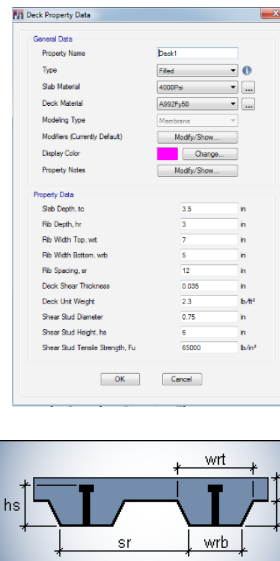 Deck Property Data
General Data
Property Name Deck1
Type Filled
Slab Material 4000Psi ...
Deck Material A992Fy50 ...
Modeling Type Membrane
Modifiers (Currently Default) Modify/Show...
Display Color Change...
Property Notes Modify/Show...
Property Data
Slab Depth, tc 3.5 in
Rib Depth, hr 3 in
Rib Width Top, wrt 7 in
Rib Width Bottom, wrb 5 in
Rib Spacing, sr 12 in
Deck Shear Thickness 0.035 in
Deck Unit Weight 2.3 lb/ft²
Shear Stud Diameter 0.75 in
Shear Stud Height, hs 6 in
Shear Stud Tensile Strength, Fu 65000 lb/in²
OK Cancel
wrt
hs
sr wrb